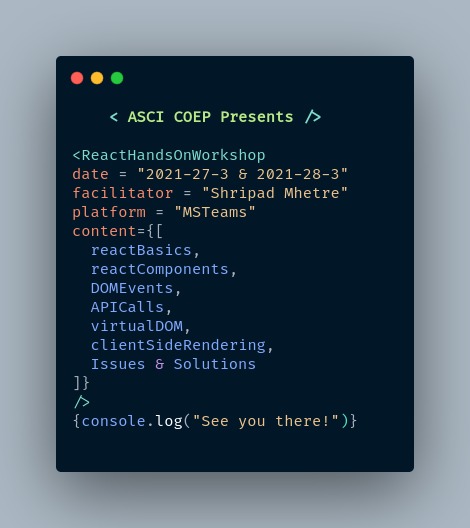 < ASCI COEP Presents />
<ReactHandsOnWorkshop
date = "2021-27-3 & 2021-28-3"
facilitator = "Shripad Mhetre"
platform = "MSTeams"
content={[
reactBasics,
reactComponents,
DOMEvents,
APICalls,
virtualDOM,
clientSideRendering,
Issues & Solutions
]}
/>
{console.log("See you there!")}